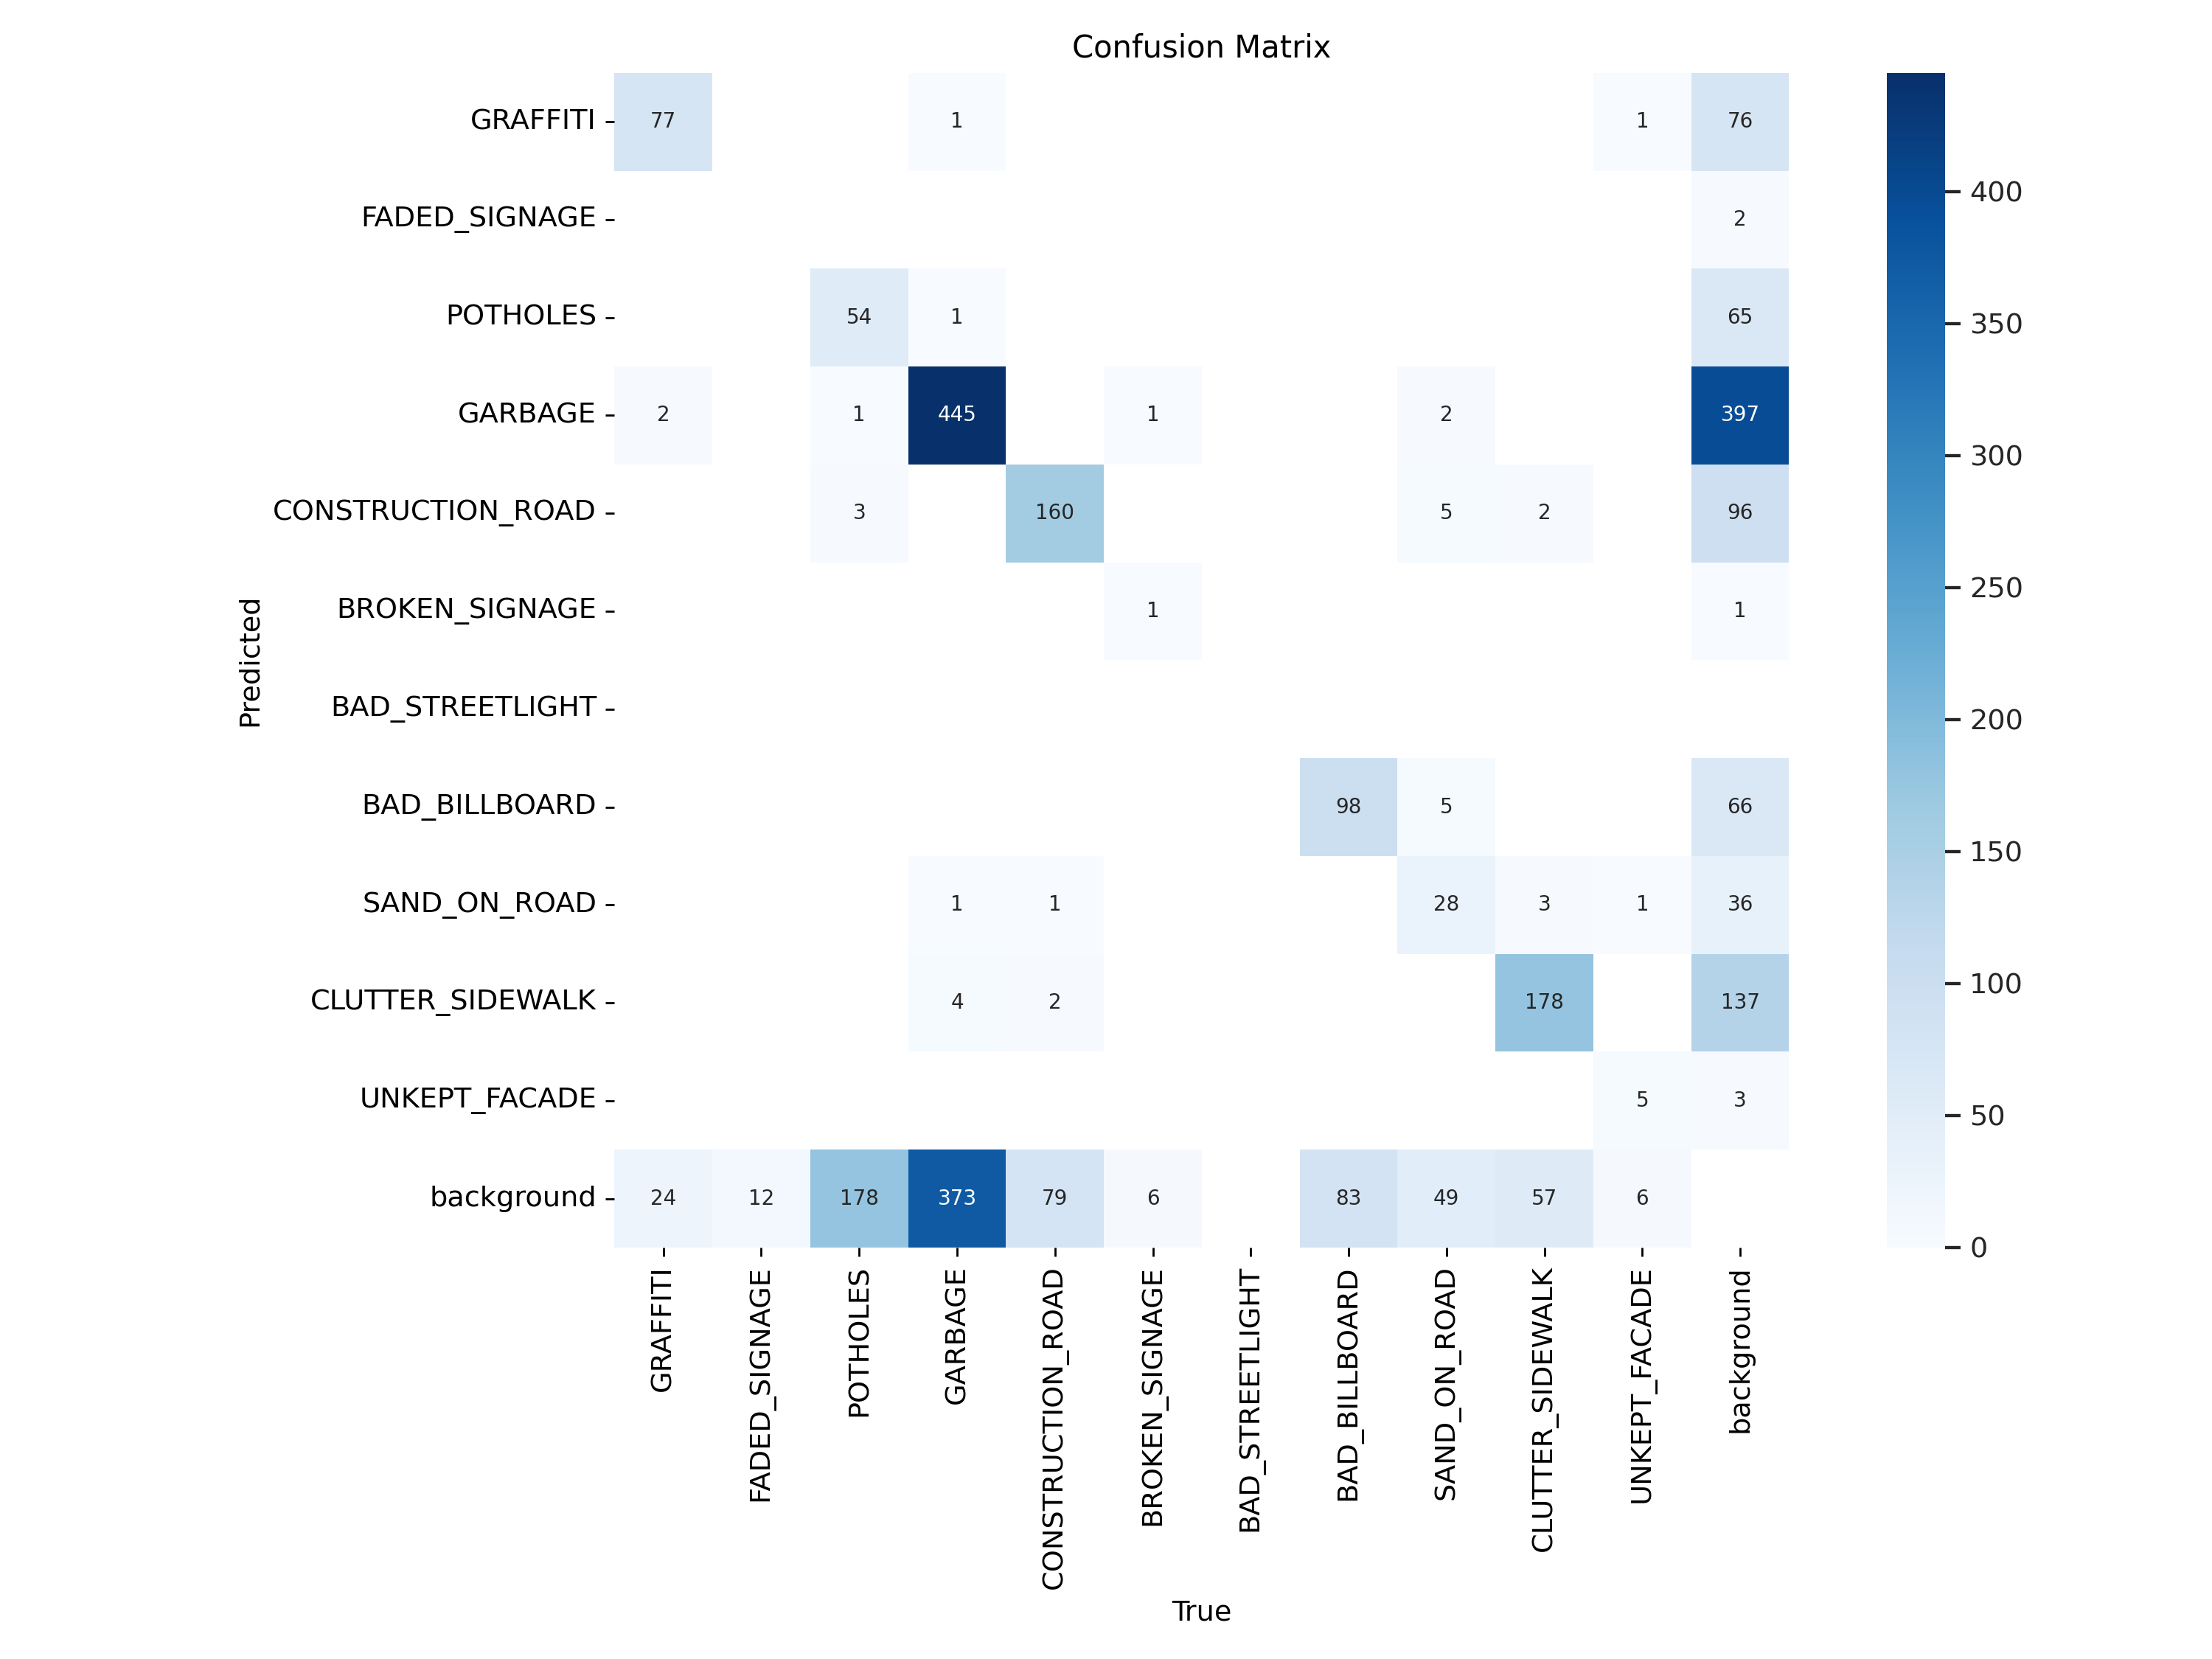 Confusion Matrix
GRAFFITI 77 1 1 76
FADED_SIGNAGE 2
POTHOLES 54 1 65
GARBAGE 2 1 445 1 2 397
CONSTRUCTION_ROAD 3 160 5 2 96
BROKEN_SIGNAGE 1 1
BAD_STREETLIGHT
BAD_BILLBOARD 98 5 66
SAND_ON_ROAD 1 1 28 3 1 36
CLUTTER_SIDEWALK 4 2 178 137
UNKEPT_FACADE 5 3
background 24 12 178 373 79 6 83 49 57 6
Predicted
GRAFFITI
FADED_SIGNAGE
POTHOLES
GARBAGE
CONSTRUCTION_ROAD
BROKEN_SIGNAGE
BAD_STREETLIGHT
BAD_BILLBOARD
SAND_ON_ROAD
CLUTTER_SIDEWALK
UNKEPT_FACADE
background
True
400
350
300
250
200
150
100
50
0